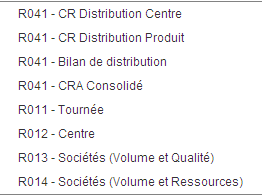 R041 - CR Distribution Centre
R041 - CR Distribution Produit
R041 - Bilan de distribution
R041 - CRA Consolidé
R011 - Tournée
R012 - Centre
R013 - Sociétés (Volume et Qualité)
R014 - Sociétés (Volume et Ressources)